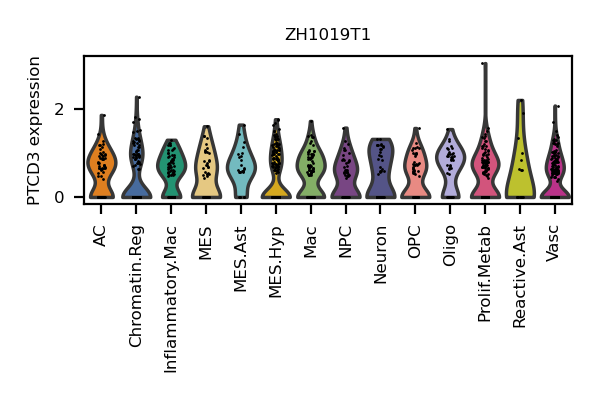 ZH1019T1
PTCD3 expression
2
0
AC
Chromatin.Reg
Inflammatory.Mac
MES
MES.Ast
MES.Hyp
Mac
NPC
Neuron
OPC
Oligo
Prolif.Metab
Reactive.Ast
Vasc